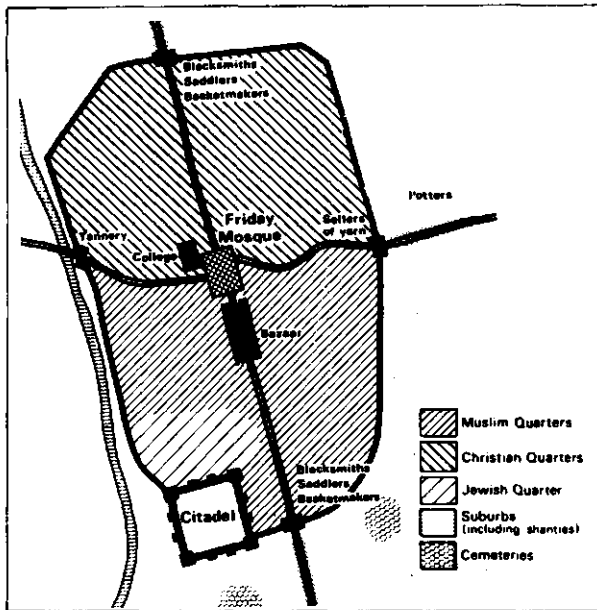 Blacksmiths
Saddlers
Basketmakers
Potters
Friday
Mosque
Sellers
of yarn
Tannery
College
Bazaar
Muslim Quarters
Christian Quarters
Jewish Quarter
Suburbs
(including shanties)
Cemeteries
Blacksmiths
Saddlers
Basketmakers
Citadel